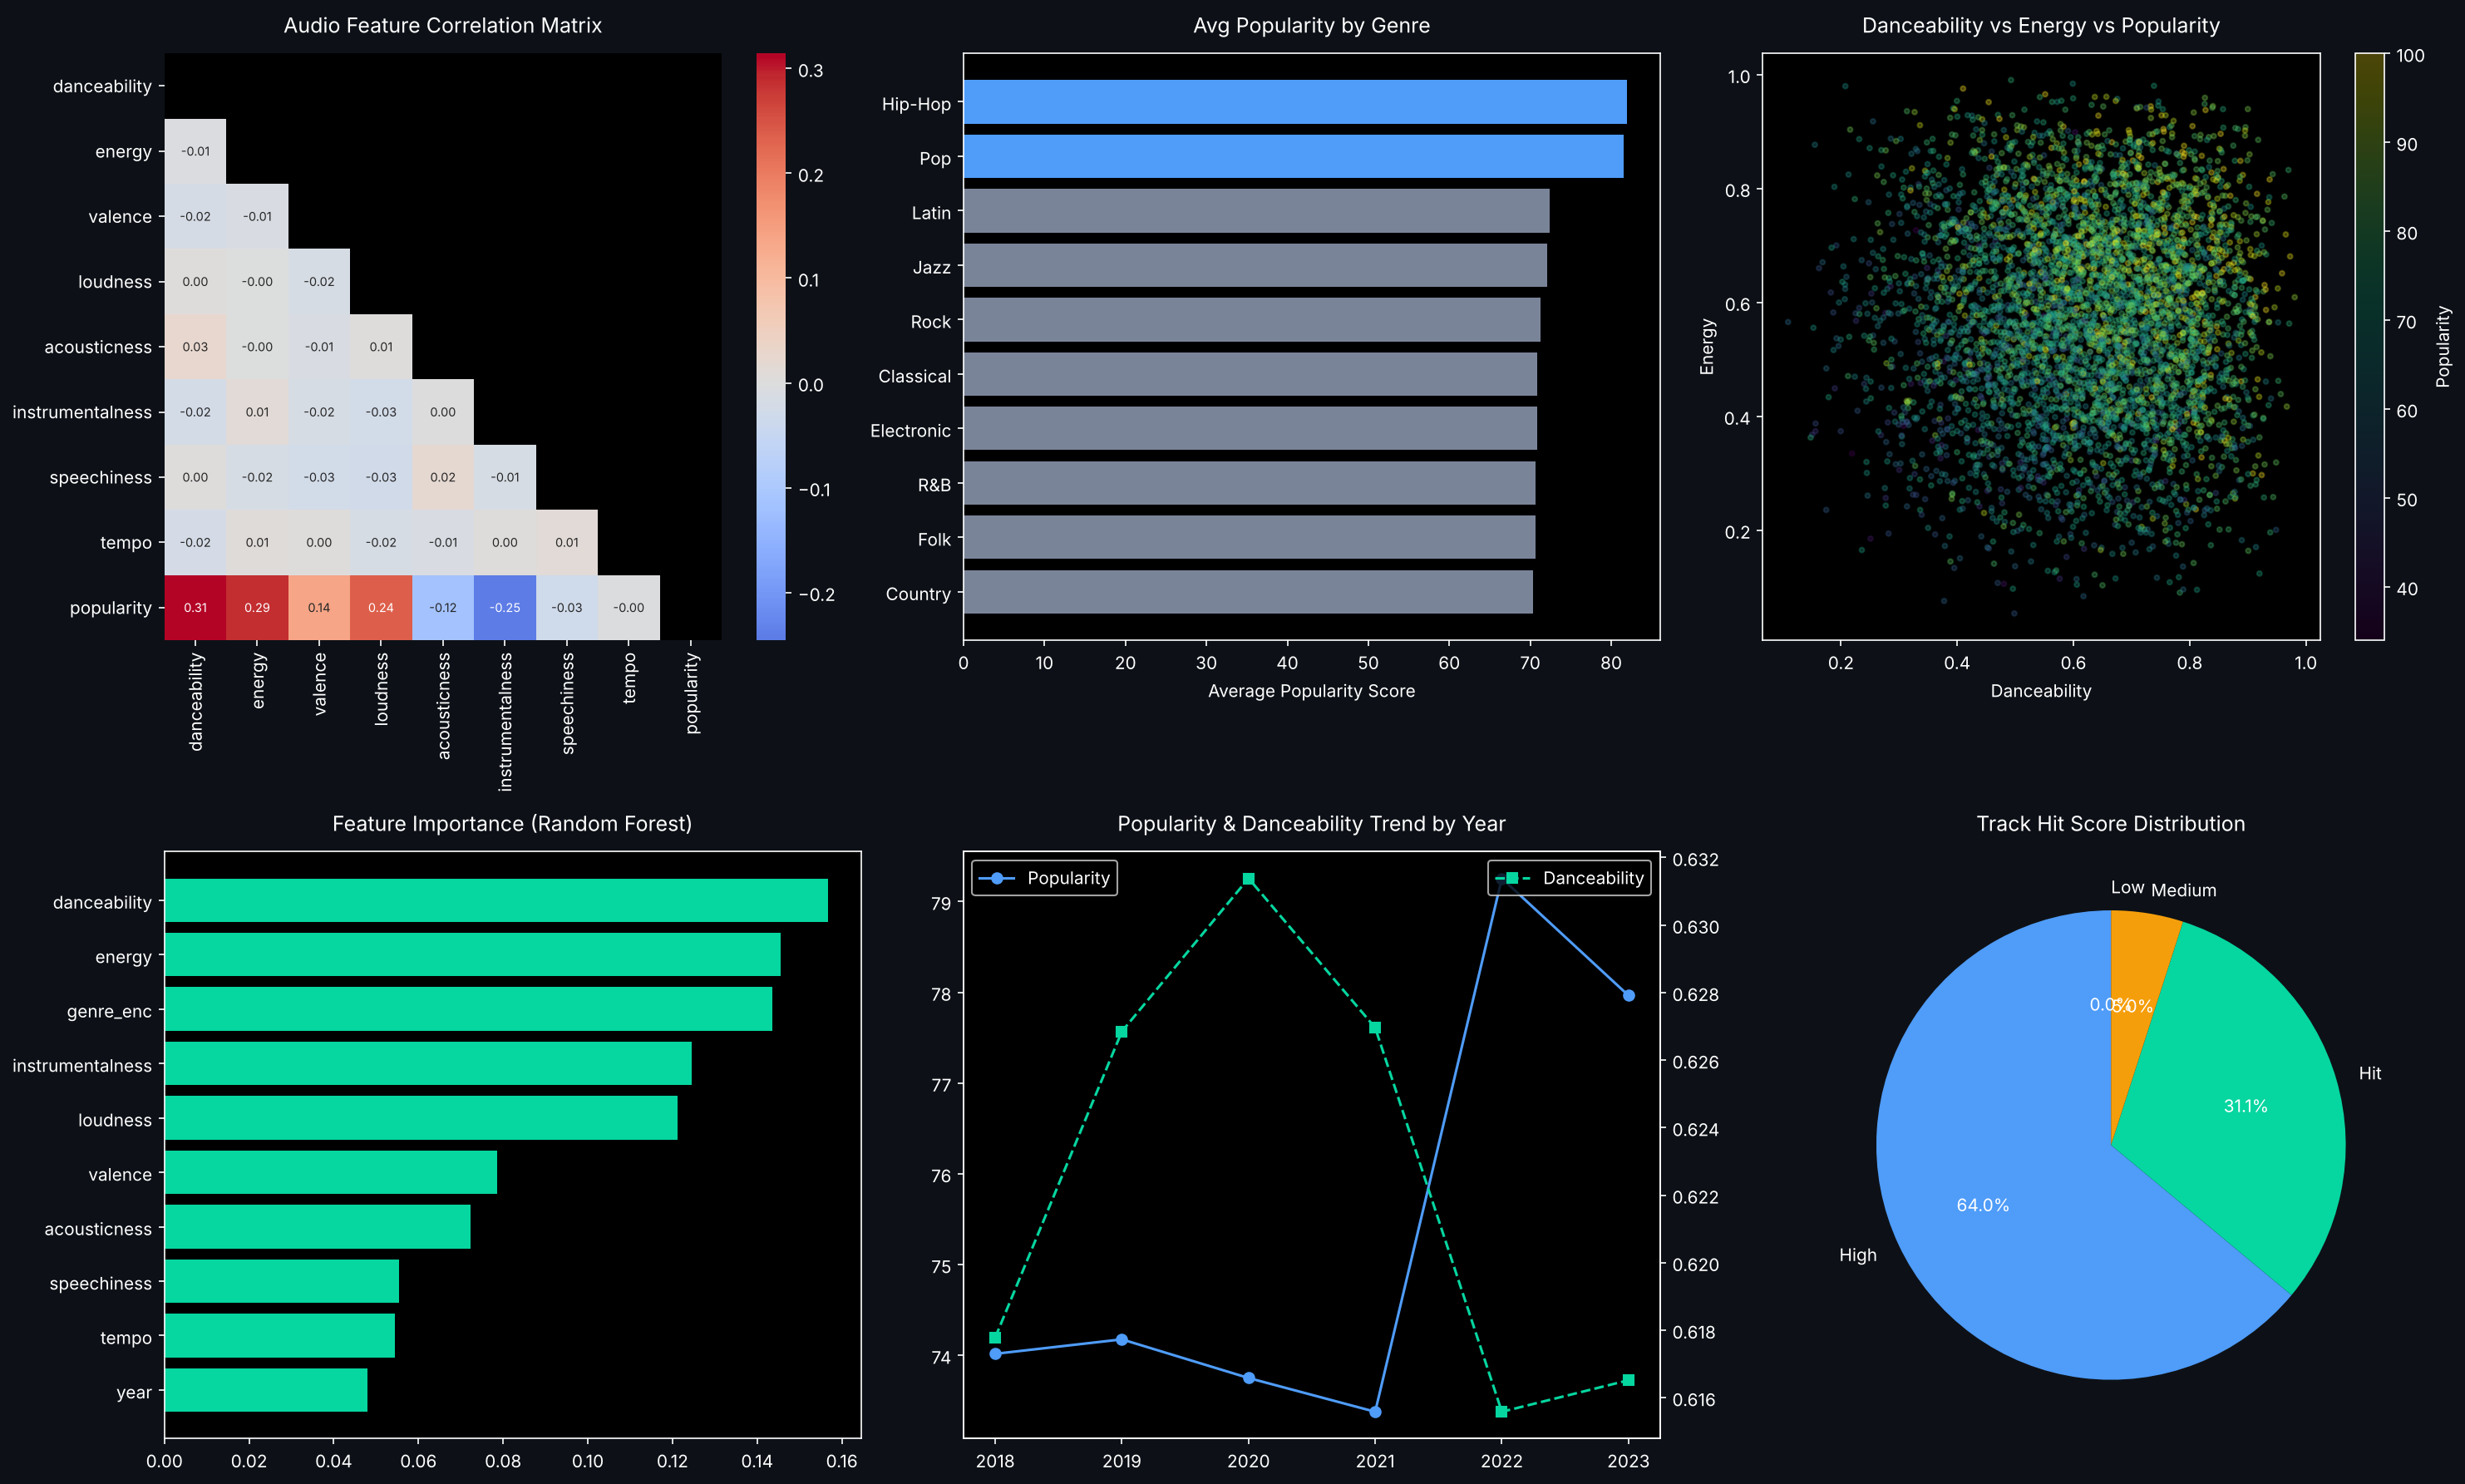 Audio Feature Correlation Matrix
danceability
energy
valence
loudness
acousticness
instrumentalness
speechiness
tempo
popularity
-0.01
-0.02 -0.01
0.00 -0.00 -0.02
0.03 -0.00 -0.01 0.01
-0.02 0.01 -0.02 -0.03 0.00
0.00 -0.02 -0.03 -0.03 0.02 -0.01
-0.02 0.01 0.00 -0.02 -0.01 0.00 0.01
0.31 0.29 0.14 0.24 -0.12 -0.25 -0.03 -0.00
danceability
energy
valence
loudness
acousticness
instrumentalness
speechiness
tempo
popularity
0.3
0.2
0.1
0.0
−0.1
−0.2
Avg Popularity by Genre
Hip-Hop
Pop
Latin
Jazz
Rock
Classical
Electronic
R&B
Folk
Country
0 10 20 30 40 50 60 70 80
Average Popularity Score
Danceability vs Energy vs Popularity
Energy
1.0
0.8
0.6
0.4
0.2
0.2 0.4 0.6 0.8 1.0
Danceability
100
90
80
70
60
50
40
Popularity
Feature Importance (Random Forest)
danceability
energy
genre_enc
instrumentalness
loudness
valence
acousticness
speechiness
tempo
year
0.00 0.02 0.04 0.06 0.08 0.10 0.12 0.14 0.16
Popularity & Danceability Trend by Year
Popularity
Danceability
79
78
77
76
75
74
0.632
0.630
0.628
0.626
0.624
0.622
0.620
0.618
0.616
2018 2019 2020 2021 2022 2023
Track Hit Score Distribution
Low
Medium
Hit
High
0.0%
5.0%
31.1%
64.0%